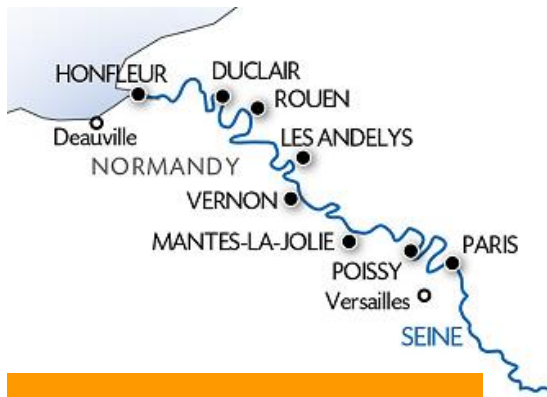 HONFLEUR
DUCLAIR
ROUEN
Deauville
LES ANDELYS
NORMANDY
VERNON
MANTES-LA-JOLIE
PARIS
POISSY
Versailles
SEINE